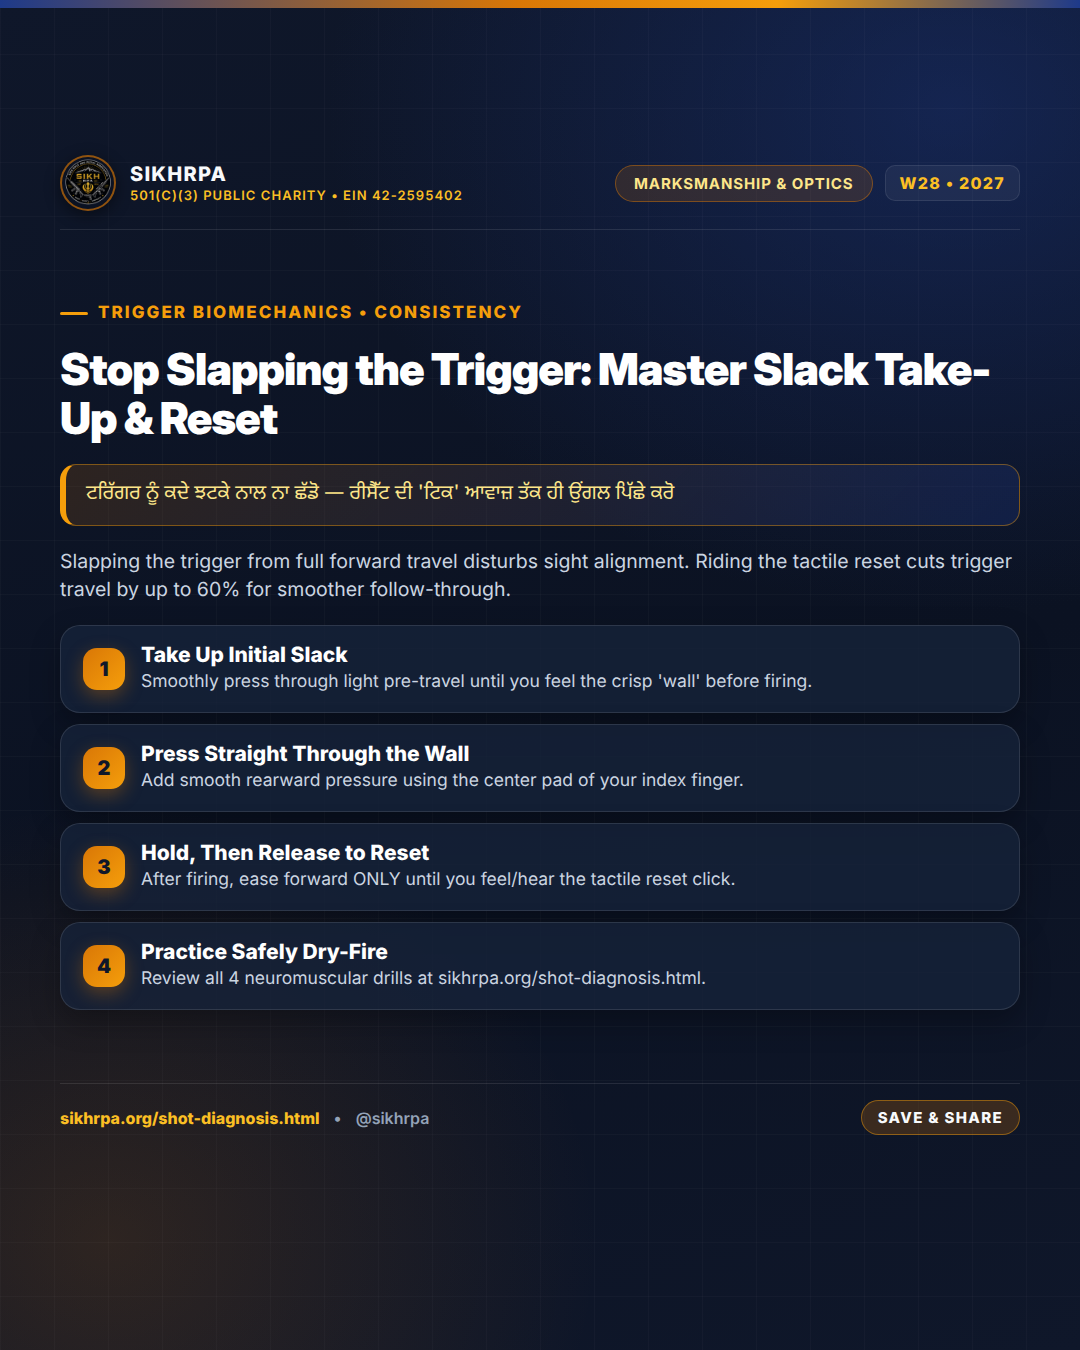 SIKH
SIKHRPA
501(C)(3) PUBLIC CHARITY • EIN 42-2595402
MARKSMANSHIP & OPTICS
W28 • 2027
TRIGGER BIOMECHANICS • CONSISTENCY
Stop Slapping the Trigger: Master Slack Take-
Up & Reset
ਟਰਿੱਗਰ ਨੂੰ ਕਦੇ ਝਟਕੇ ਨਾਲ ਨਾ ਛੱਡੋ — ਰੀਸੈੱਟ ਦੀ 'ਟਿਕ' ਆਵਾਜ਼ ਤੱਕ ਹੀ ਉਂਗਲ ਪਿੱਛੇ ਕਰੋ
Slapping the trigger from full forward travel disturbs sight alignment. Riding the tactile reset cuts trigger
travel by up to 60% for smoother follow-through.
1
Take Up Initial Slack
Smoothly press through light pre-travel until you feel the crisp 'wall' before firing.
2
Press Straight Through the Wall
Add smooth rearward pressure using the center pad of your index finger.
3
Hold, Then Release to Reset
After firing, ease forward ONLY until you feel/hear the tactile reset click.
4
Practice Safely Dry-Fire
Review all 4 neuromuscular drills at sikhrpa.org/shot-diagnosis.html.
sikhrpa.org/shot-diagnosis.html • @sikhrpa
SAVE & SHARE